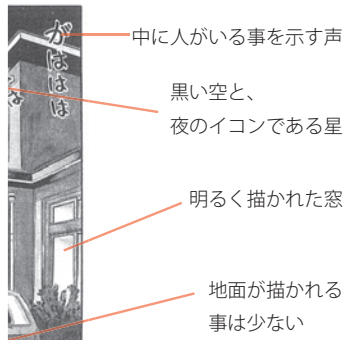 がははは
中に人がいる事を示す声
黒い空と、
夜のイコンである星
明るく描かれた窓
地面が描かれる
事は少ない